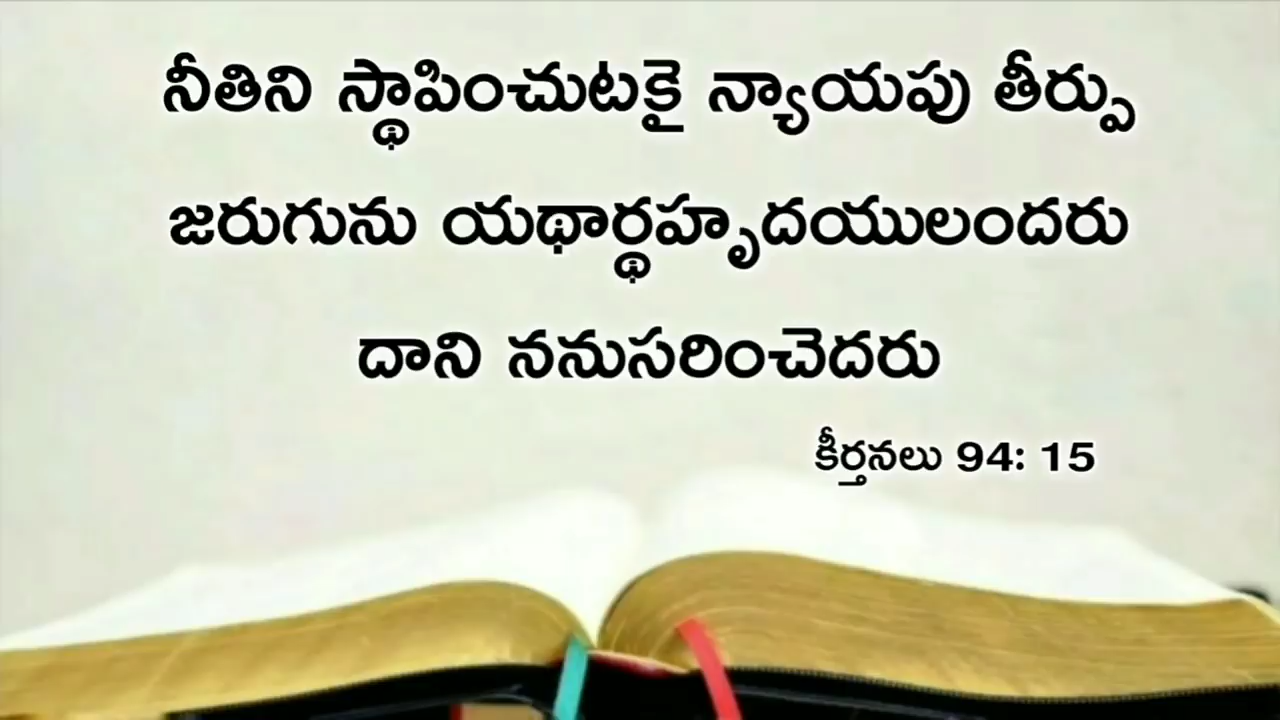 నీతిని స్థాపించుటకై న్యాయపు తీర్పు
జరుగును యథార్థహృదయులందరు
దాని ననుసరించెదరు
కీర్తనలు 94: 15